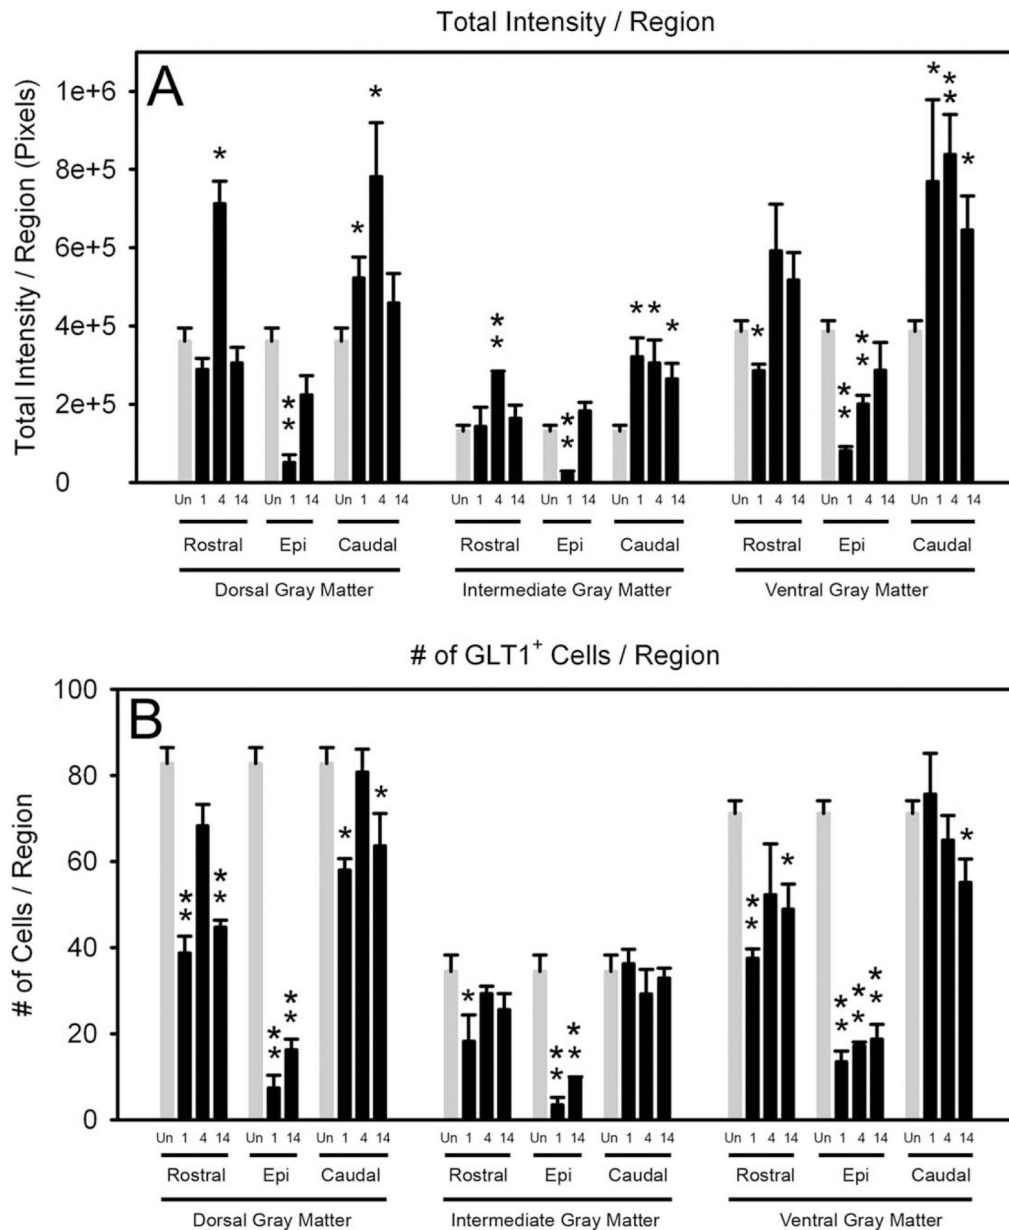 Total Intensity / Region
A
Total Intensity / Region (Pixels)
1e+6
8e+5
6e+5
4e+5
2e+5
0
* ** * * ** ** * * * * ** ** * ** *
Un 1 4 14 Un 1 14 Un 1 4 14 Un 1 4 14 Un 1 14 Un 1 4 14 Un 1 4 14 Un 1 4 14 Un 1 4 14
Rostral Epi Caudal Rostral Epi Caudal Rostral Epi Caudal
Dorsal Gray Matter Intermediate Gray Matter Ventral Gray Matter
# of GLT1+ Cells / Region
B
# of Cells / Region
100
80
60
40
20
0
** ** ** ** * * * ** ** ** * ** ** ** *
Un 1 4 14 Un 1 14 Un 1 4 14 Un 1 4 14 Un 1 14 Un 1 4 14 Un 1 4 14 Un 1 4 14 Un 1 4 14
Rostral Epi Caudal Rostral Epi Caudal Rostral Epi Caudal
Dorsal Gray Matter Intermediate Gray Matter Ventral Gray Matter